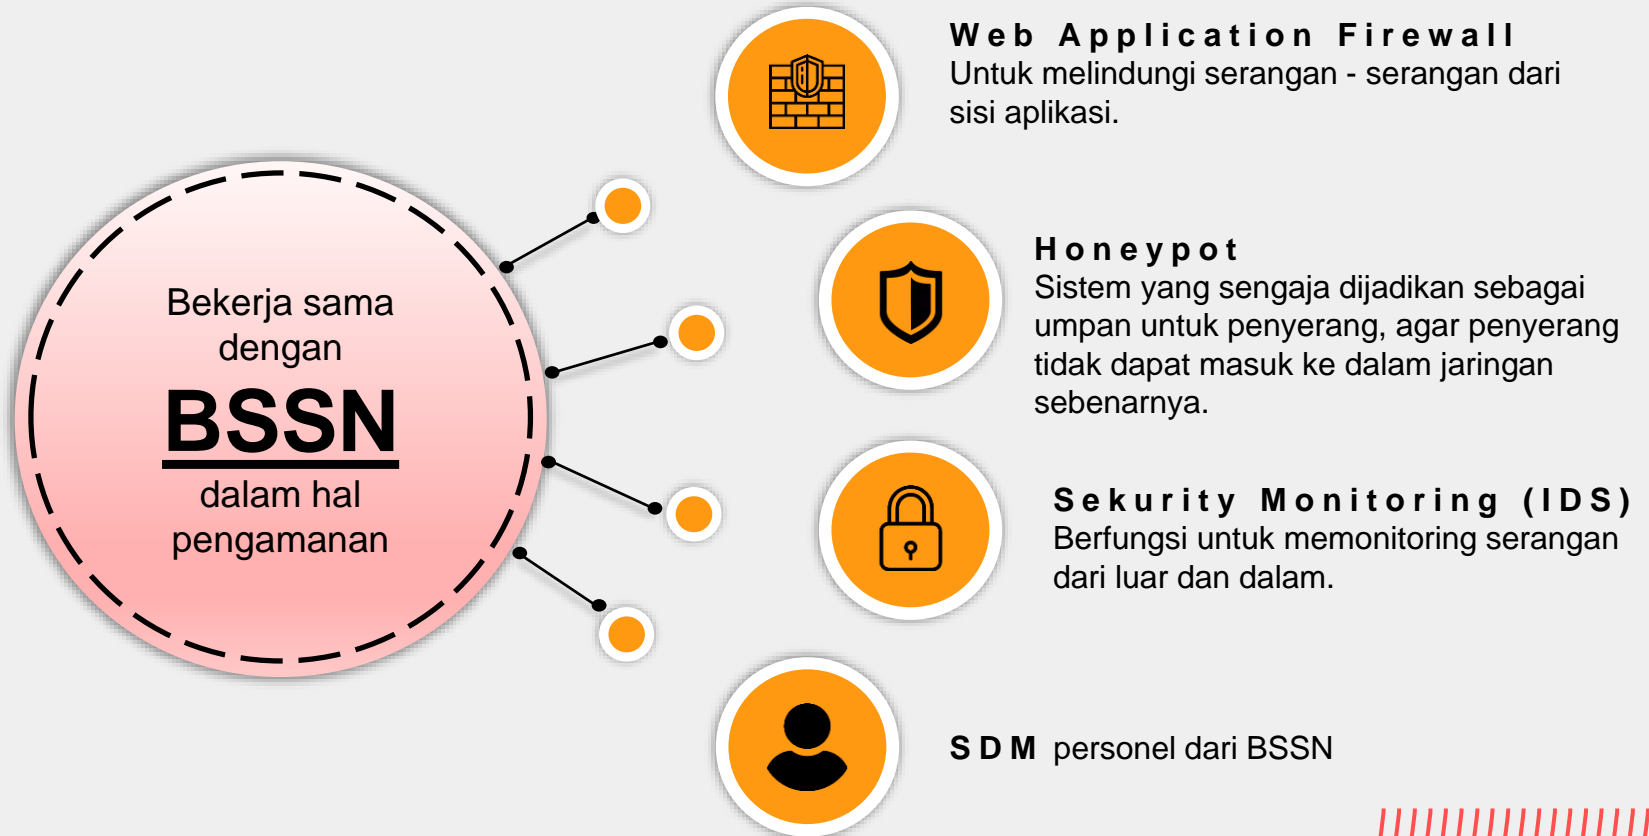 Bekerja sama
dengan
BSSN
dalam hal
pengamanan
Web Application Firewall
Untuk melindungi serangan - serangan dari
sisi aplikasi.
Honeypot
Sistem yang sengaja dijadikan sebagai
umpan untuk penyerang, agar penyerang
tidak dapat masuk ke dalam jaringan
sebenarnya.
Sekurity Monitoring (IDS)
Berfungsi untuk memonitoring serangan
dari luar dan dalam.
SDM personel dari BSSN